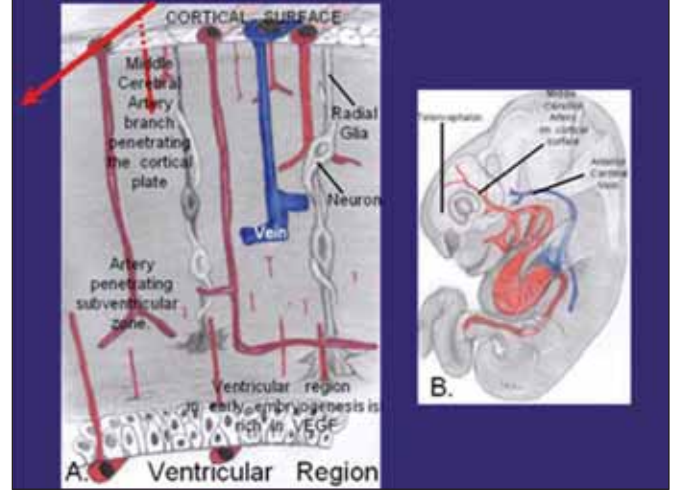 CORTICAL SURFACE
Middle
Cerebral
Artery
branch
penetrating
the cortical
plate
Radial
Glia
Neuron
Vein
Artery
penetrating
subventricular
zone.
Ventricular region
in early embryogenesis is
rich in VEGF
A. Ventricular Region
Telencephalon
Middle
Cerebral
Artery
on cortical
surface
Anterior
Cardinal
Vein
B.